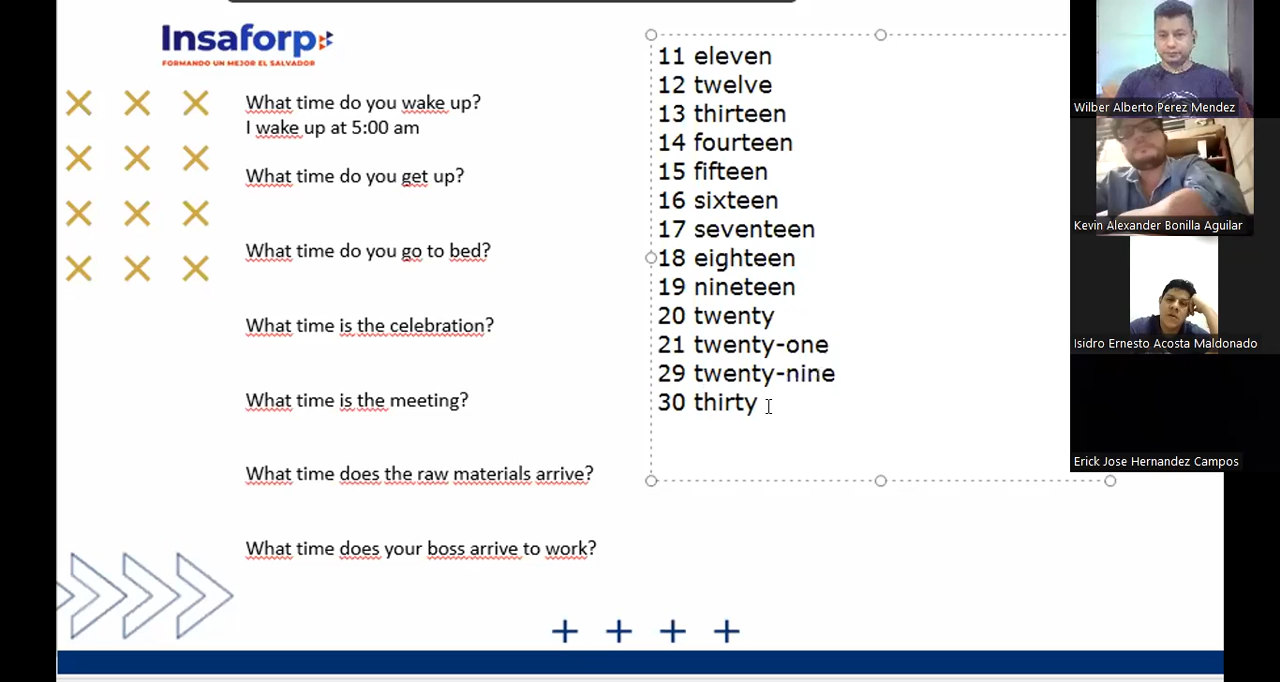 Insaforp
FORMANDO UN MEJOR EL SALVADOR
What time do you wake up?
I wake up at 5:00 am
What time do you get up?
What time do you go to bed?
What time is the celebration?
What time is the meeting?
What time does the raw materials arrive?
What time does your boss arrive to work?
11 eleven
12 twelve
13 thirteen
14 fourteen
15 fifteen
16 sixteen
17 seventeen
18 eighteen
19 nineteen
20 twenty
21 twenty-one
29 twenty-nine
30 thirty
Wilber Alberto Perez Mendez
Kevin Alexander Bonilla Aguilar
Isidro Ernesto Acosta Maldonado
Erick Jose Hernandez Campos